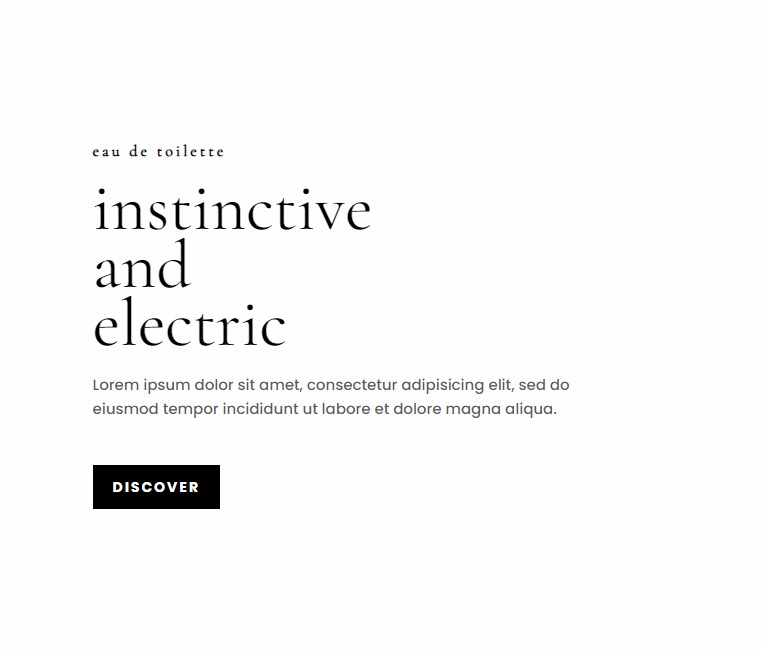 eau de toilette
instinctive
and
electric
Lorem ipsum dolor sit amet, consectetur adipisicing elit, sed do
eiusmod tempor incididunt ut labore et dolore magna aliqua.
DISCOVER